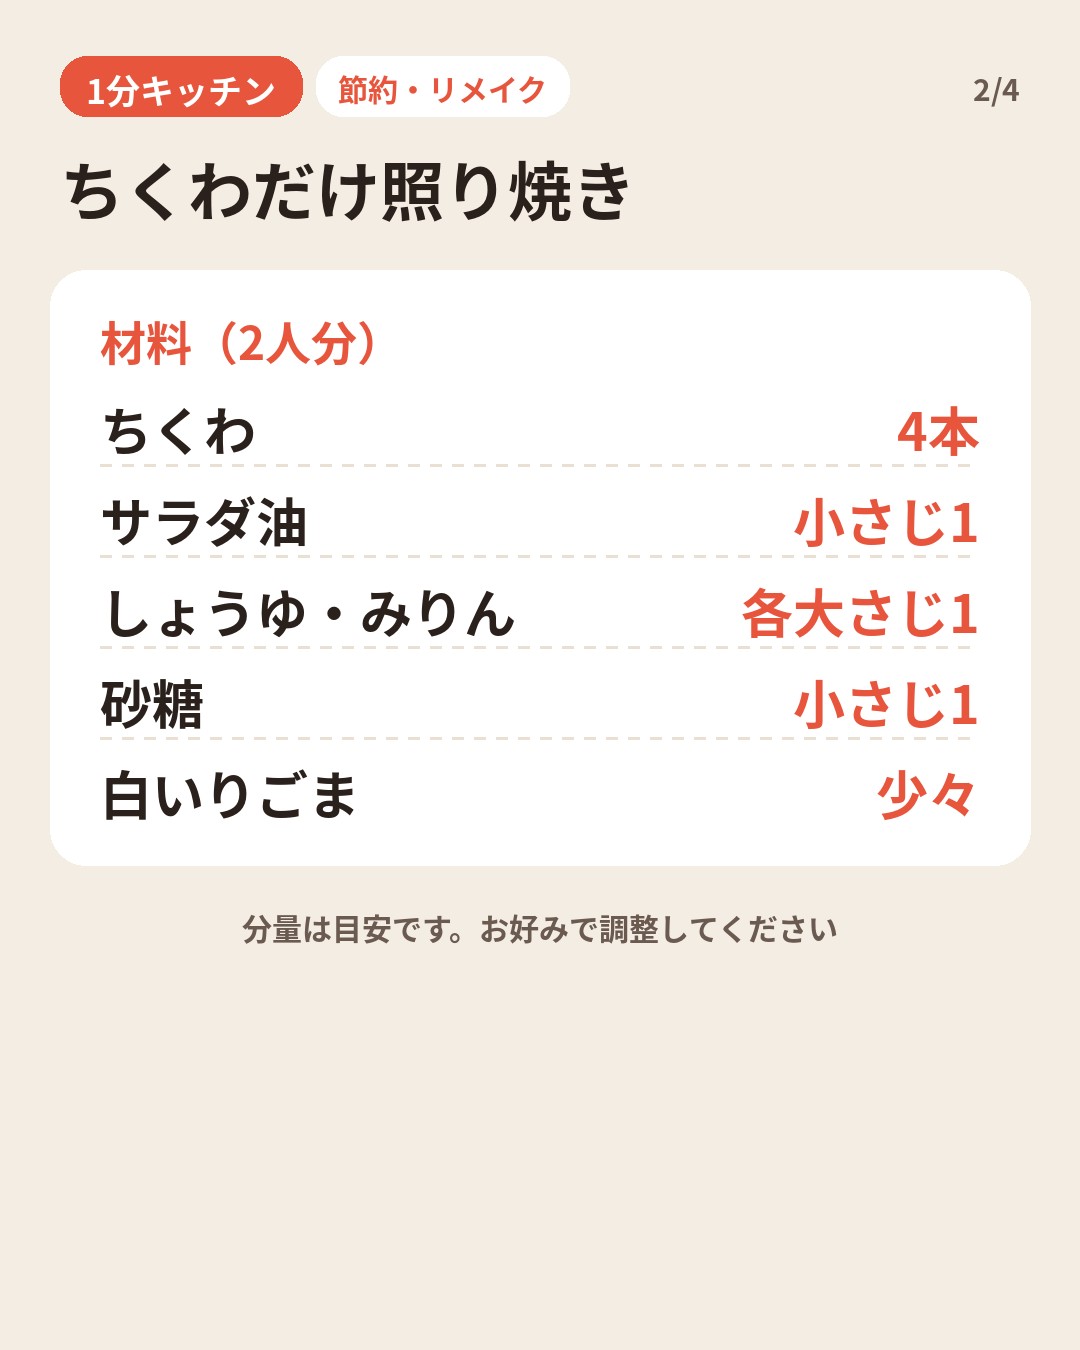 1分キッチン 節約・リメイク 2/4
ちくわだけ照り焼き
材料（2人分）
ちくわ 4本
サラダ油 小さじ1
しょうゆ・みりん 各大さじ1
砂糖 小さじ1
白いりごま 少々
分量は目安です。お好みで調整してください